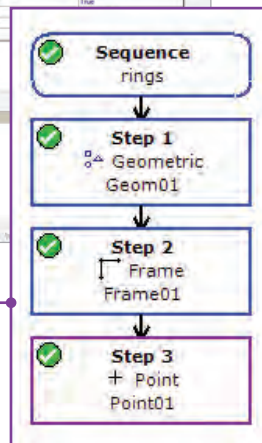 Sequence
rings
Step 1
Geometric
Geom01
Step 2
Frame
Frame01
Step 3
Point
Point01